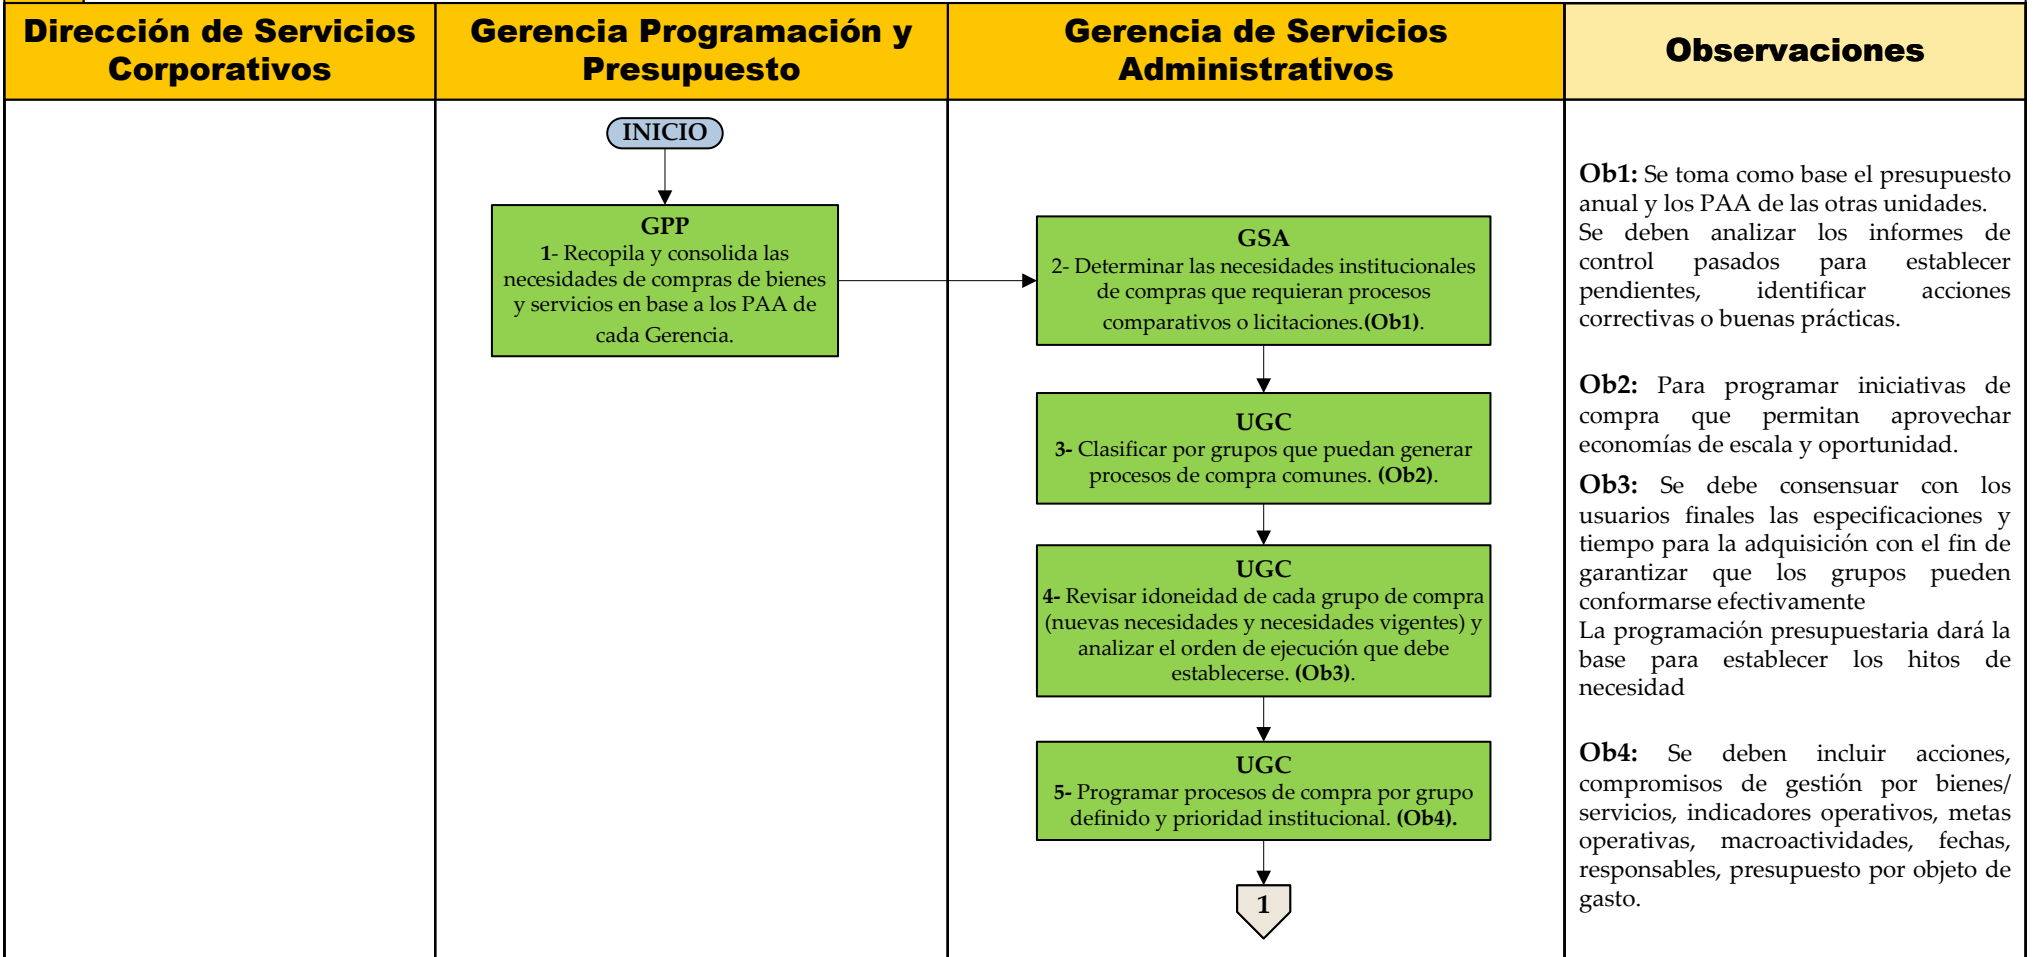 Dirección de Servicios
Corporativos
Gerencia Programación y
Presupuesto
Gerencia de Servicios
Administrativos
Observaciones
INICIO
GPP
1- Recopila y consolida las
necesidades de compras de bienes
y servicios en base a los PAA de
cada Gerencia.
GSA
2- Determinar las necesidades institucionales
de compras que requieran procesos
comparativos o licitaciones.(Ob1).
UGC
3- Clasificar por grupos que puedan generar
procesos de compra comunes. (Ob2).
UGC
4- Revisar idoneidad de cada grupo de compra
(nuevas necesidades y necesidades vigentes) y
analizar el orden de ejecución que debe
establecerse. (Ob3).
UGC
5- Programar procesos de compra por grupo
definido y prioridad institucional. (Ob4).
1
Ob1: Se toma como base el presupuesto
anual y los PAA de las otras unidades.
Se deben analizar los informes de
control pasados para establecer
pendientes, identificar acciones
correctivas o buenas prácticas.
Ob2: Para programar iniciativas de
compra que permitan aprovechar
economías de escala y oportunidad.
Ob3: Se debe consensuar con los
usuarios finales las especificaciones y
tiempo para la adquisición con el fin de
garantizar que los grupos pueden
conformarse efectivamente
La programación presupuestaria dará la
base para establecer los hitos de
necesidad
Ob4: Se deben incluir acciones,
compromisos de gestión por bienes/
servicios, indicadores operativos, metas
operativas, macroactividades, fechas,
responsables, presupuesto por objeto de
gasto.